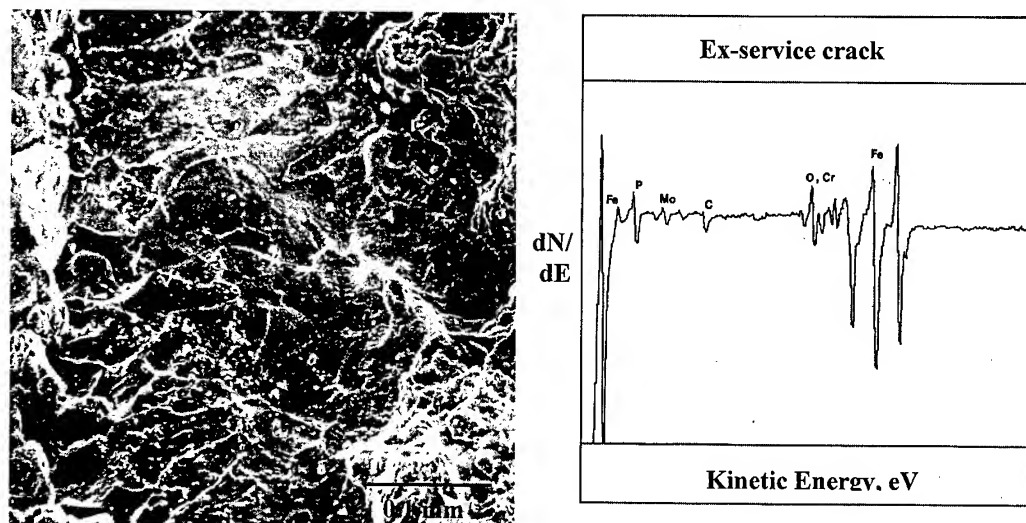 Ex-service crack
Fe
P
Mo
C
O, Cr
Fe
dN/
dE
Kinetic Energy, eV